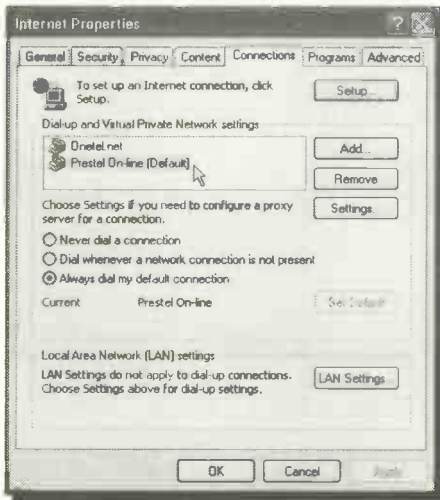 Internet Properties
General Security Privacy Content Connections Programs Advanced
To set up an Internet connection, click
Setup.
Setup...
Dial-up and Virtual Private Network settings
Onetel.net
Prestel On-line (Default)
Add...
Remove
Choose Settings if you need to configure a proxy
server for a connection.
Settings...
Never dial a connection
Dial whenever a network connection is not present
Always dial my default connection
Current Prestel On-line
Set Default
Local Area Network (LAN) settings
LAN Settings do not apply to dial-up connections.
Choose Settings above for dial-up settings.
LAN Settings...
OK Cancel Apply